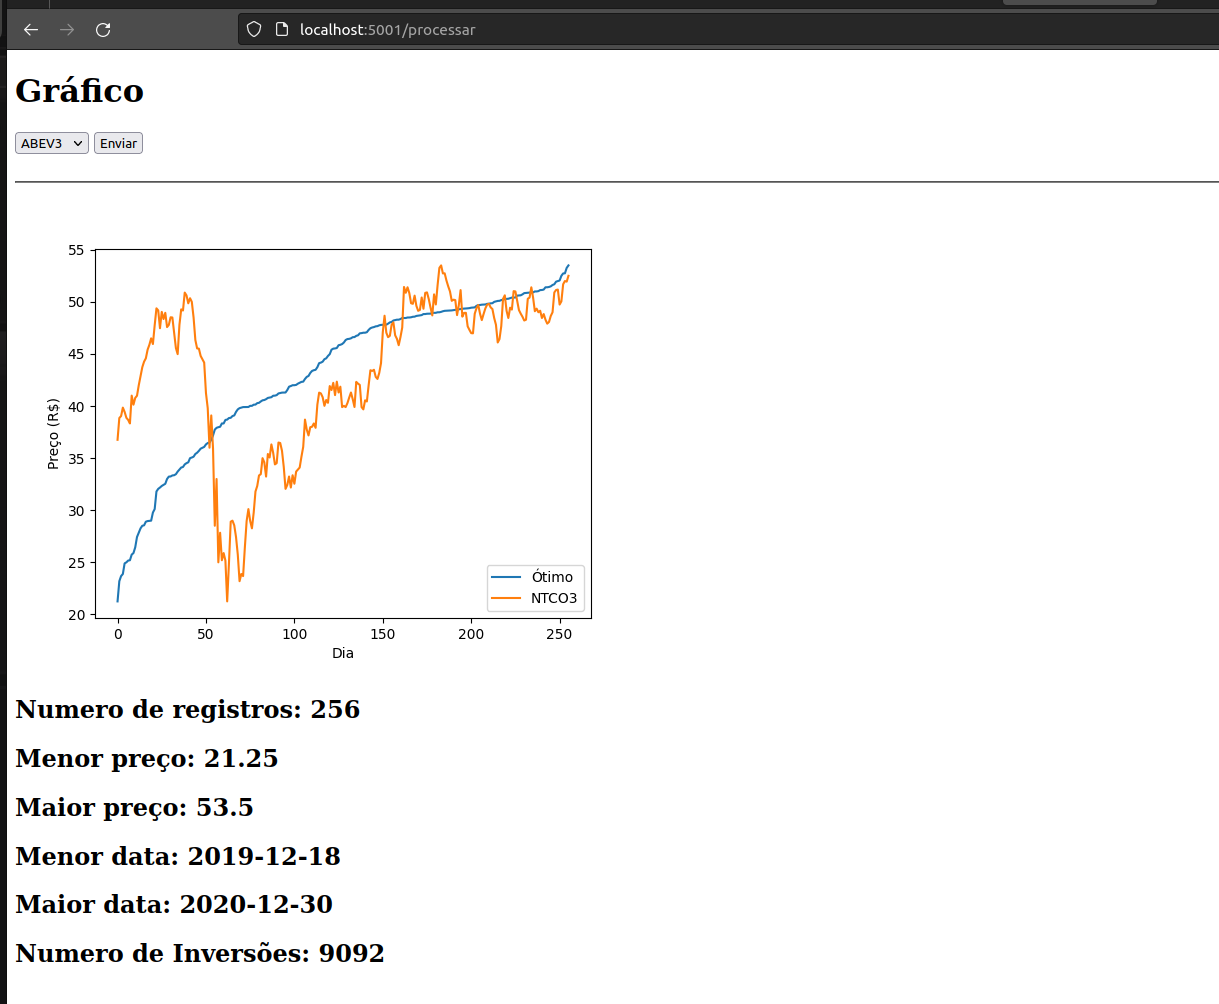 localhost:5001/processar
Gráfico
ABEV3 Enviar
55
50
45
40
35
30
25
20
Preço (R$)
Ótimo
NTCO3
0 50 100 150 200 250
Dia
Numero de registros: 256
Menor preço: 21.25
Maior preço: 53.5
Menor data: 2019-12-18
Maior data: 2020-12-30
Numero de Inversões: 9092